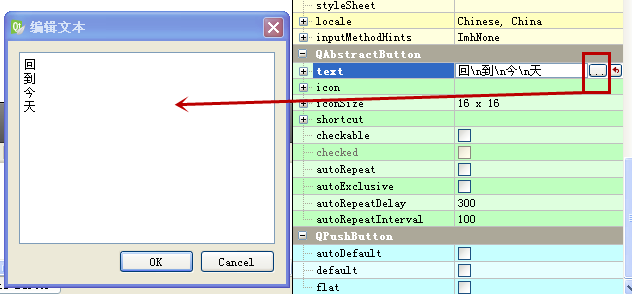 编辑文本
回
到
今
天
OK
Cancel
styleSheet
locale Chinese, China
inputMethodHints ImhNone
QAbstractButton
text 回\n到\n今\n天 ...
icon
iconSize 16 x 16
shortcut
checkable
checked
autoRepeat
autoExclusive
autoRepeatDelay 300
autoRepeatInterval 100
QPushButton
autoDefault
default
flat